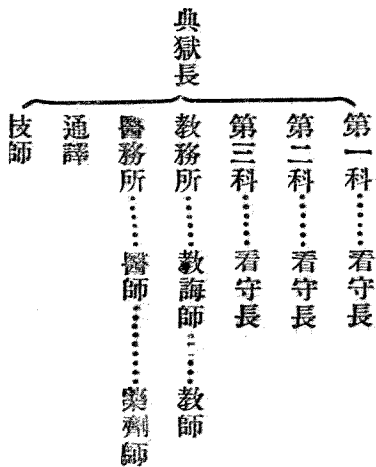 典獄長
第一科……看守長
第二科……看守長
第三科……看守長
教務所……教誨師……教師
醫務所……醫師……藥劑師
通譯
技師